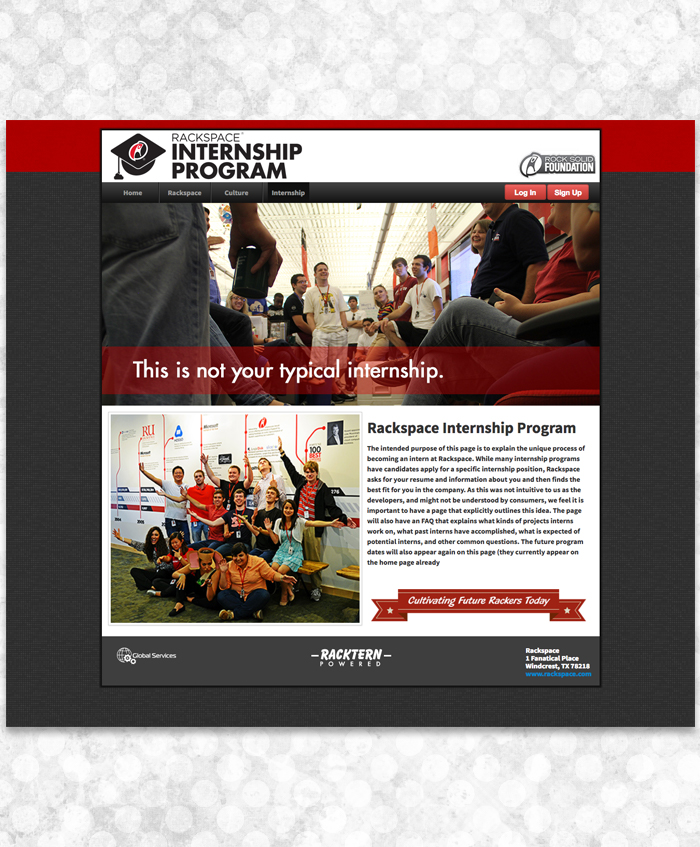 RACKSPACE®
INTERNSHIP
PROGRAM
ROCK SOLID
FOUNDATION
Home Rackspace Culture Internship
Log In Sign Up
This is not your typical internship.
RU
100
BEST
Rackspace Internship Program
The intended purpose of this page is to explain the unique process of
becoming an intern at Rackspace. While many internship programs
have candidates apply for a specific internship position, Rackspace
asks for your resume and information about you and then finds the
best fit for you in the company. As this was not intuitive to us as the
developers, and might not be understood by consumers, we feel it is
important to have a page that explicitly outlines this idea. The page
will also have an FAQ that explains what kinds of projects interns
work on, what past interns have accomplished, what is expected of
potential interns, and other common questions. The future program
dates will also appear again on this page (they currently appear on
the home page already
Cultivating Future Rackers Today
Global Services
RACKTERN
POWERED
Rackspace
1 Fanatical Place
Windcrest, TX 78218
www.rackspace.com